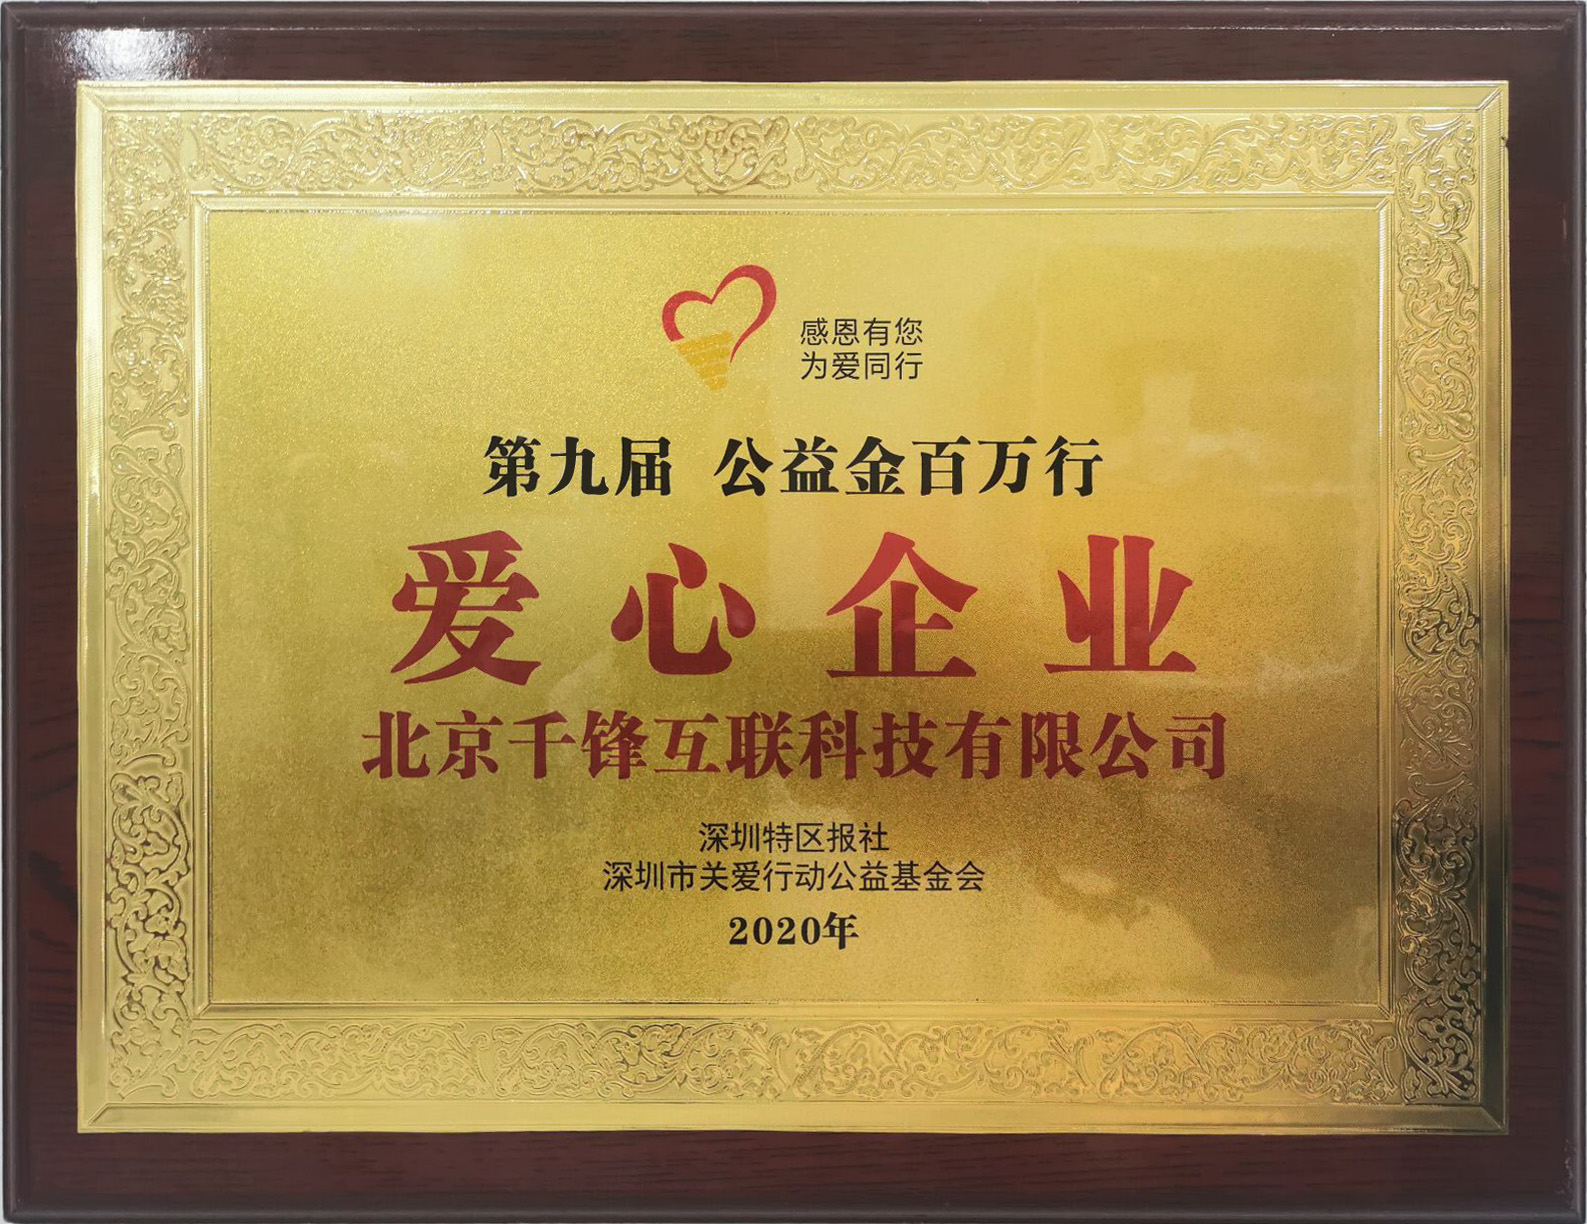 感恩有您
为爱同行
第九届 公益金百万行
爱心企业
北京千锋互联科技有限公司
深圳特区报社
深圳市关爱行动公益基金会
2020年